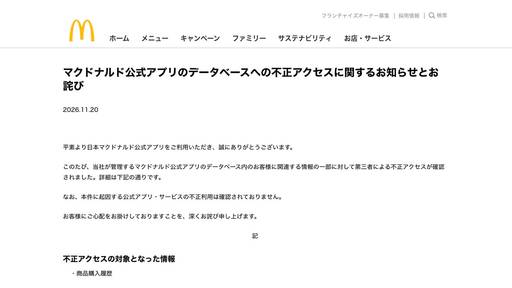 フランチャイズオーナー募集 | 採用情報 | 検索
ホーム メニュー キャンペーン ファミリー サステナビリティ お店・サービス
マクドナルド公式アプリのデータベースへの不正アクセスに関するお知らせとお
詫び
2026.11.20
平素より日本マクドナルド公式アプリをご利用いただき、誠にありがとうございます。
このたび、当社が管理するマクドナルド公式アプリのデータベース内のお客様に関連する情報の一部に対して第三者による不正アクセスが確認
されました。詳細は下記の通りです。
なお、本件に起因する公式アプリ・サービスの不正利用は確認されておりません。
お客様にご心配をお掛けしておりますことを、深くお詫び申し上げます。
記
不正アクセスの対象となった情報
・商品購入履歴